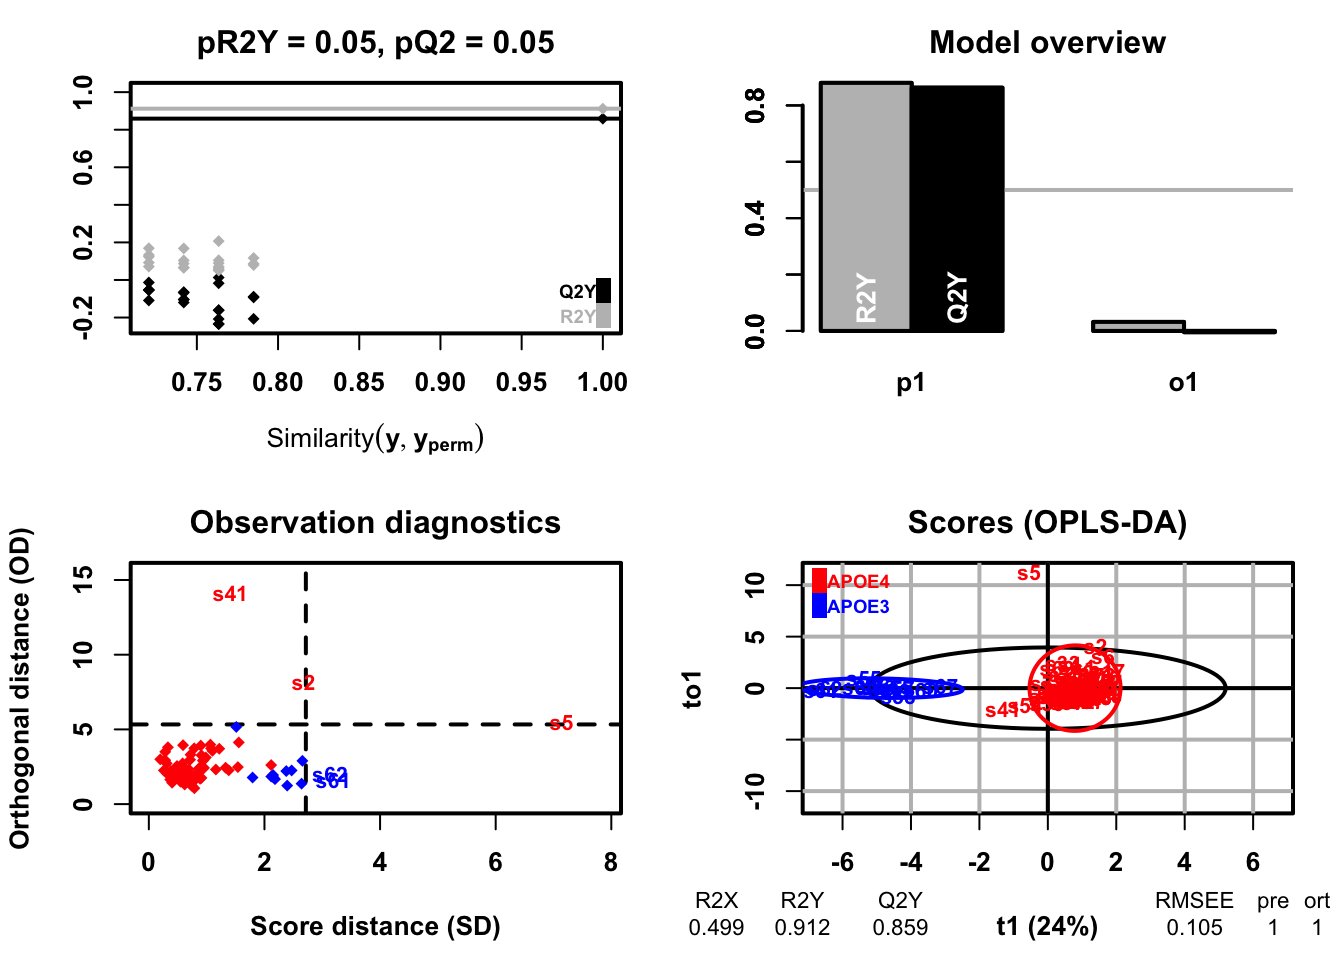 pR2Y = 0.05, pQ2 = 0.05
1.0
0.6
0.2
-0.2
Q2Y
R2Y
0.75 0.80 0.85 0.90 0.95 1.00
Similarity(y, yperm)
Model overview
0.8
0.4
0.0
R2Y
Q2Y
p1 o1
Observation diagnostics
Orthogonal distance (OD)
15
10
5
0
s41
s2
s5
s62
s61
0 2 4 6 8
Score distance (SD)
Scores (OPLS-DA)
to1
10
5
0
-10
APOE4
APOE3
s5
s2
s41
-6 -4 -2 0 2 4 6
R2X R2Y Q2Y RMSEE pre ort
0.499 0.912 0.859 t1 (24%) 0.105 1 1